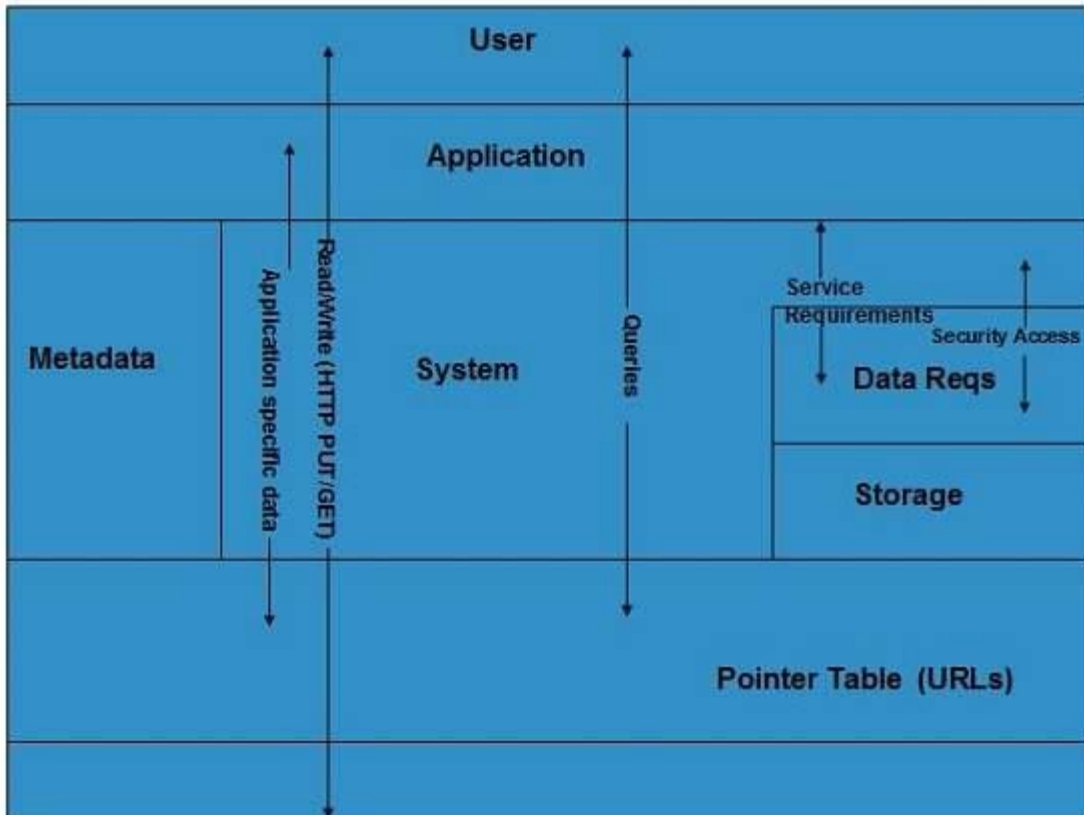 User
Application
Metadata
Application specific data
Read/Write (HTTP PUT/GET)
System
Queries
Service
Requirements
Security Access
Data Reqs
Storage
Pointer Table (URLs)